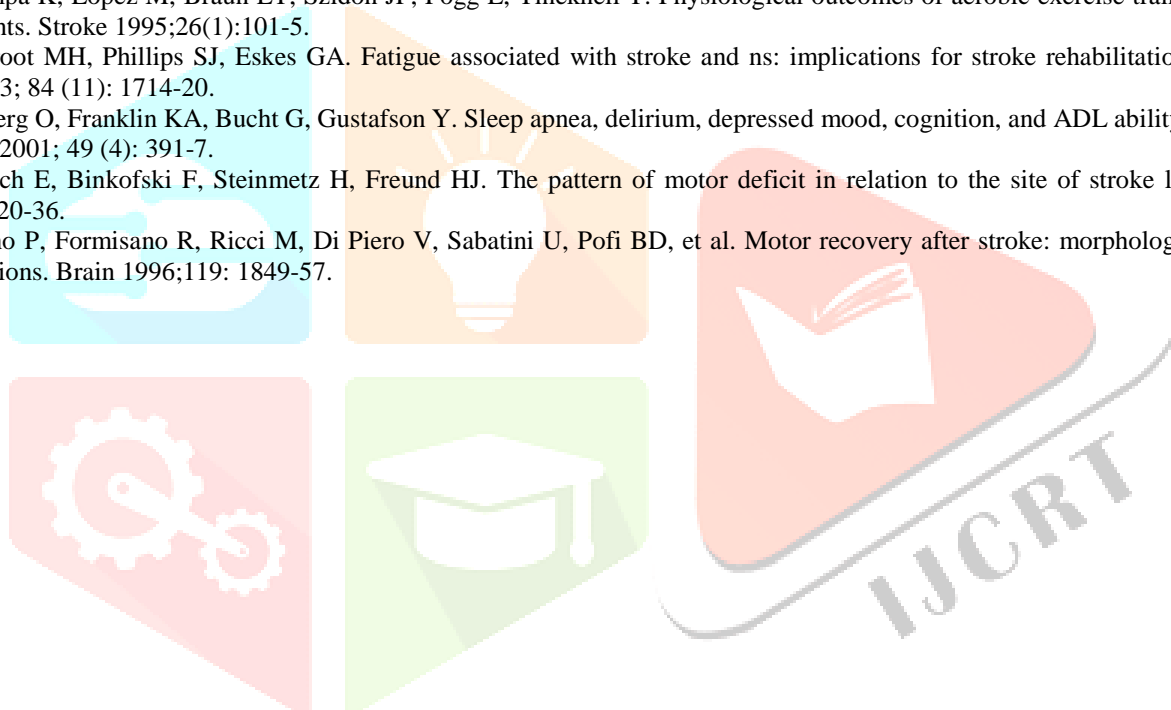 npa K, Lopez M, Braun LT, Szidon JP, Fogg L, Tincknell T. Physiological outcomes of aerobic exercise train
nts. Stroke 1995;26(1):101-5.
oot MH, Phillips SJ, Eskes GA. Fatigue associated with stroke and ns: implications for stroke rehabilitatio
3; 84 (11): 1714-20.
erg O, Franklin KA, Bucht G, Gustafson Y. Sleep apnea, delirium, depressed mood, cognition, and ADL ability
2001; 49 (4): 391-7.
ch E, Binkofski F, Steinmetz H, Freund HJ. The pattern of motor deficit in relation to the site of stroke l
20-36.
no P, Formisano R, Ricci M, Di Piero V, Sabatini U, Pofi BD, et al. Motor recovery after stroke: morpholog
ions. Brain 1996;119: 1849-57.
IJCRT